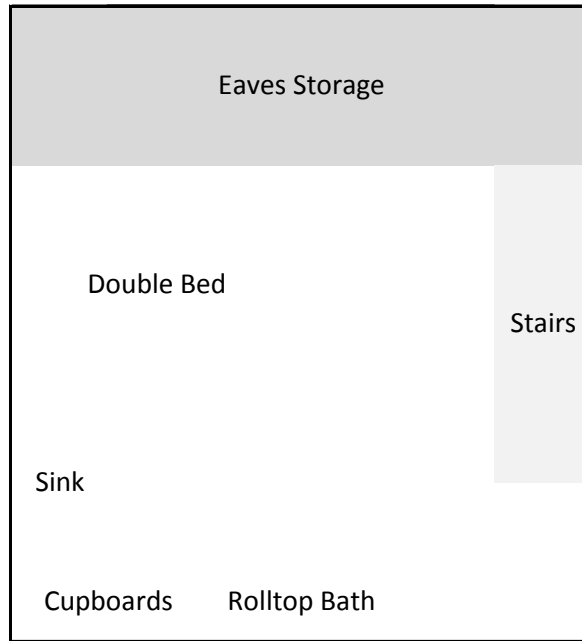 Eaves Storage
Double Bed
Stairs
Sink
Cupboards
Rolltop Bath